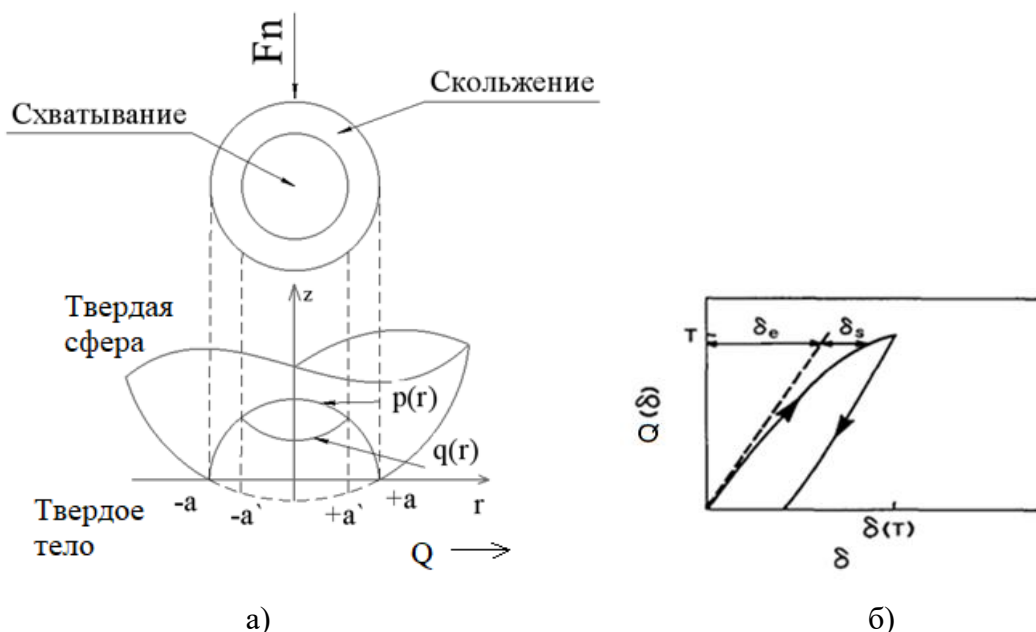 Fn
Схватывание
Скольжение
z
Твердая
сфера
p(r)
q(r)
-a
-a`
+a`
+a
r
Твердое
тело
Q
а)
T
δe
δs
Q(δ)
δ(T)
δ
б)